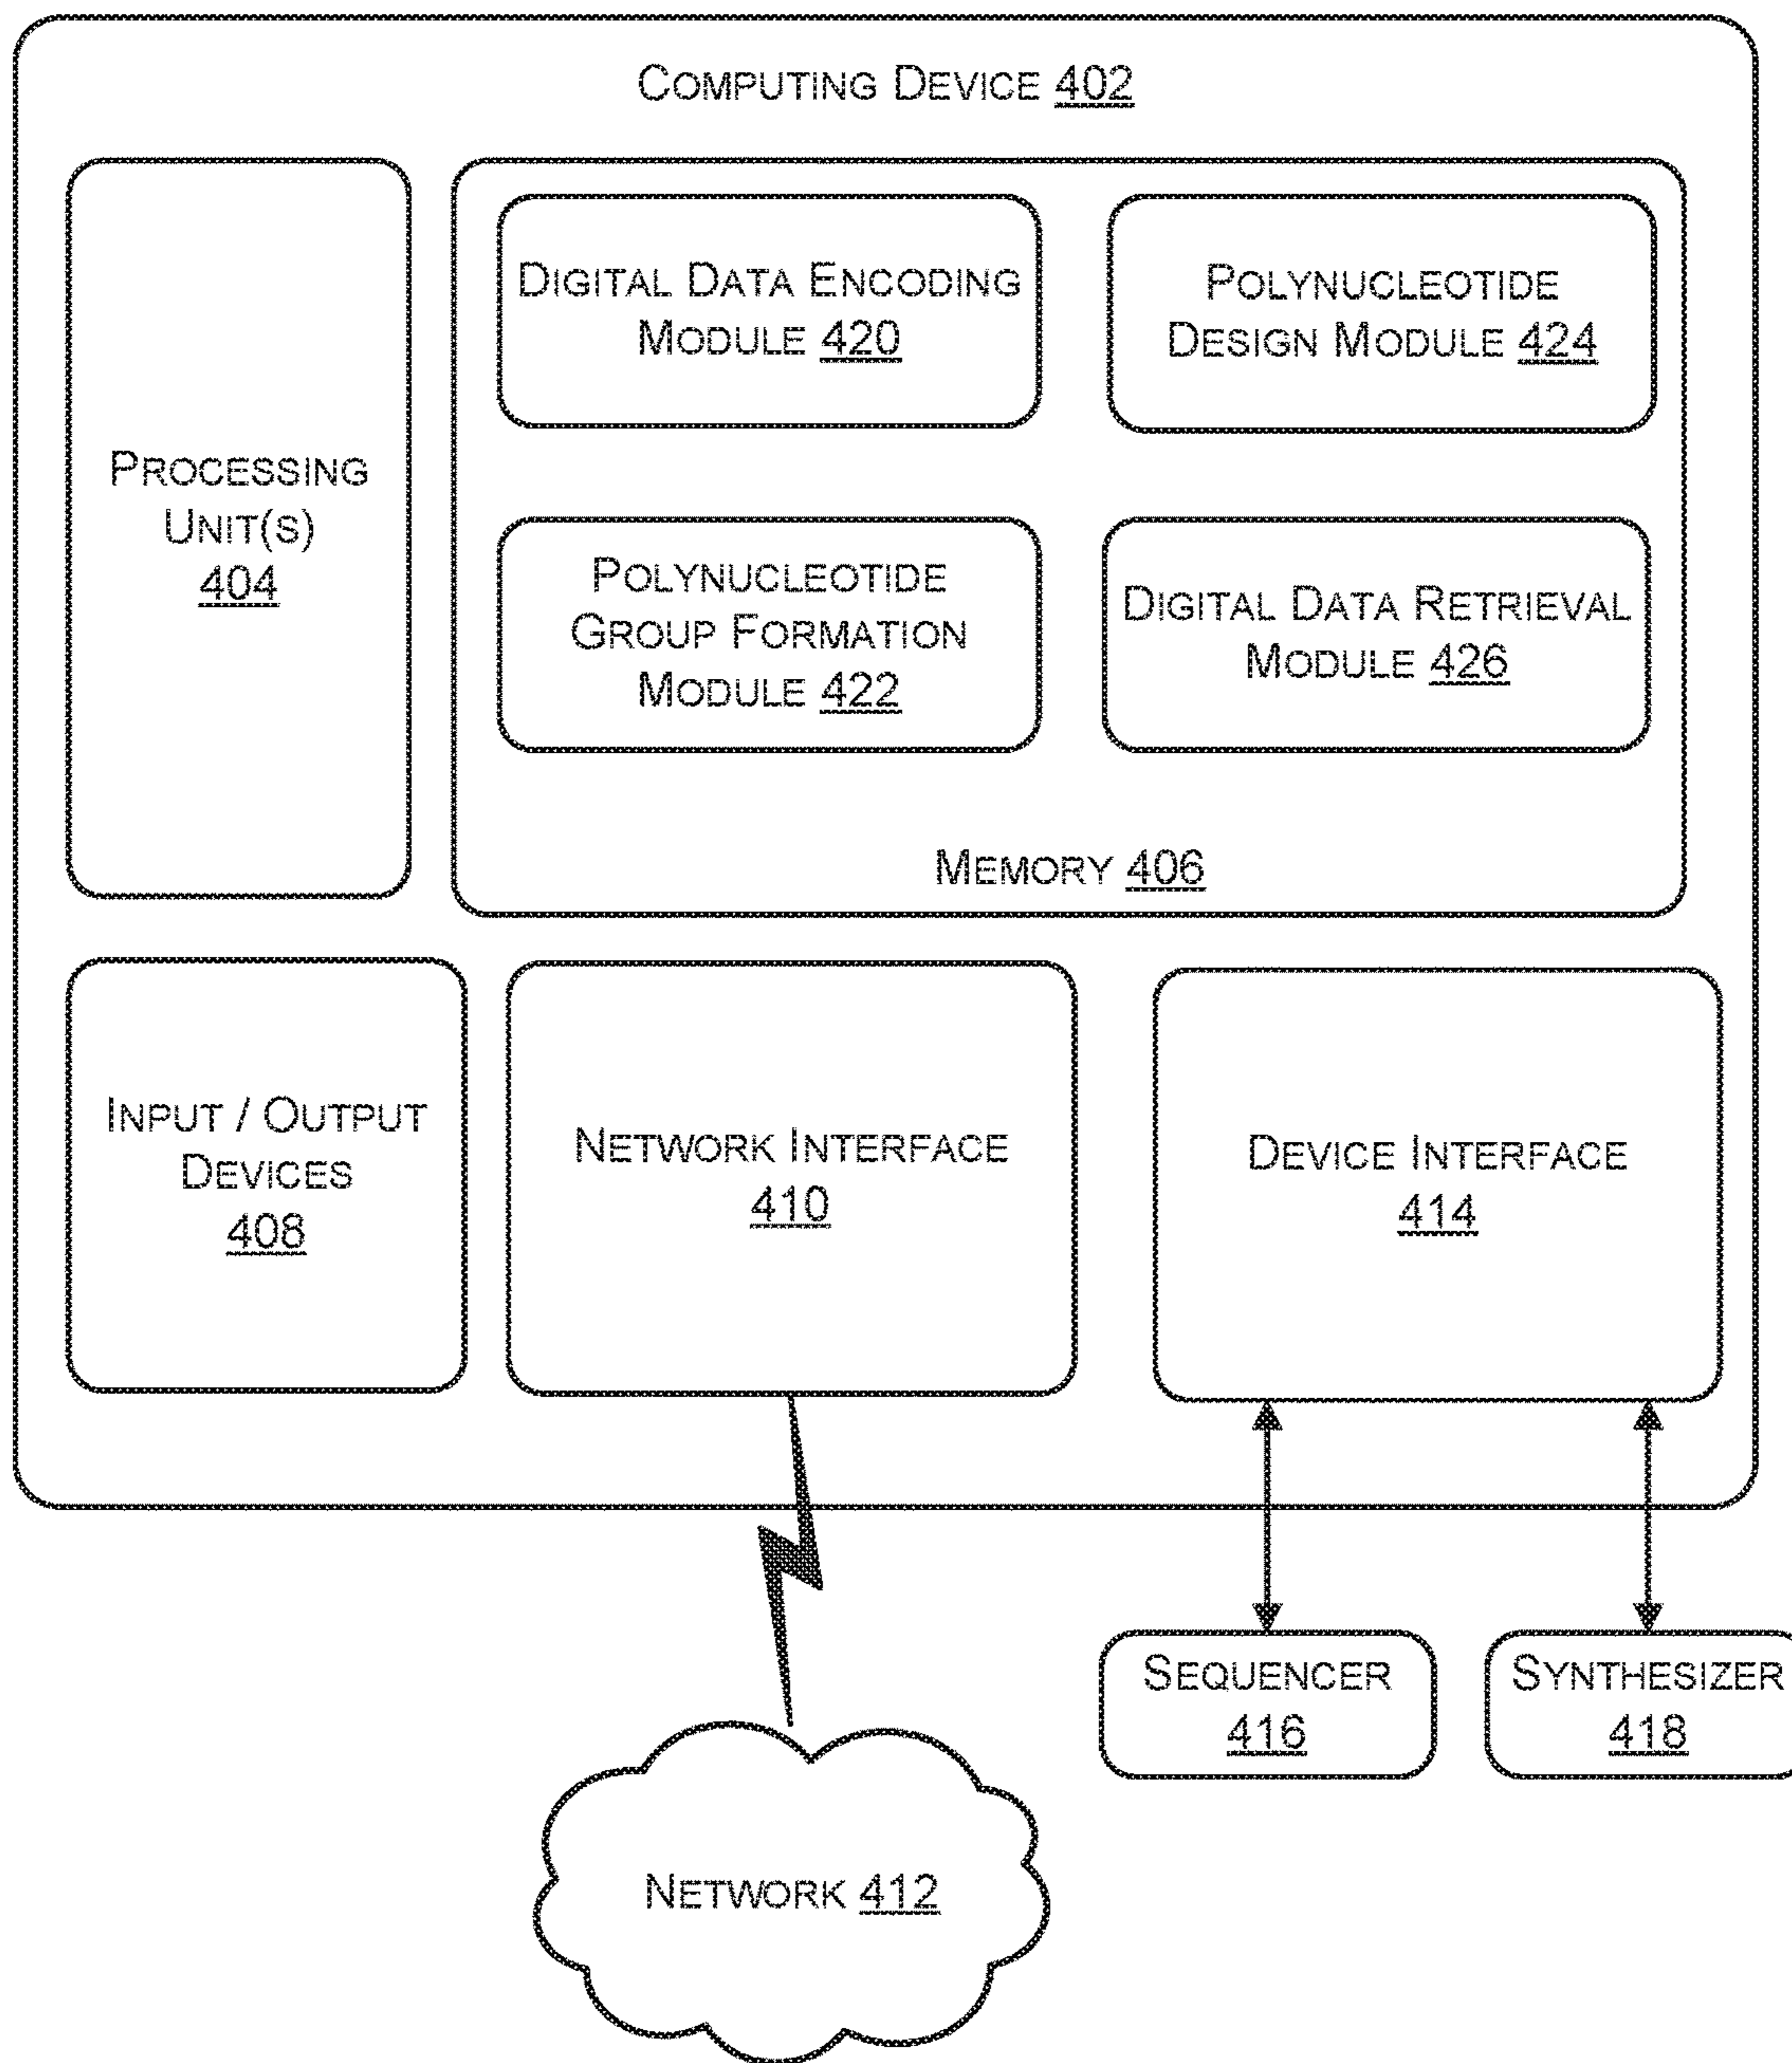 COMPUTING DEVICE 402
PROCESSING
UNIT(S)
404
DIGITAL DATA ENCODING
MODULE 420
POLYNUCLEOTIDE
DESIGN MODULE 424
POLYNUCLEOTIDE
GROUP FORMATION
MODULE 422
DIGITAL DATA RETRIEVAL
MODULE 426
MEMORY 406
INPUT / OUTPUT
DEVICES
408
NETWORK INTERFACE
410
DEVICE INTERFACE
414
SEQUENCER
416
SYNTHESIZER
418
NETWORK 412